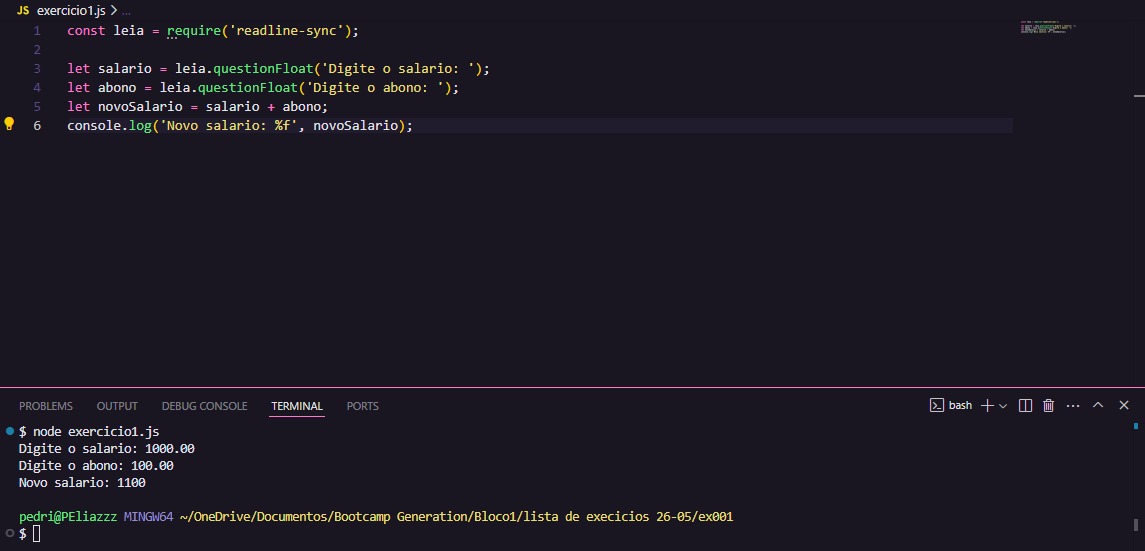 JS exercicio1.js > ...
1 const leia = require('readline-sync');
2
3 let salario = leia.questionFloat('Digite o salario: ');
4 let abono = leia.questionFloat('Digite o abono: ');
5 let novoSalario = salario + abono;
6 console.log('Novo salario: %f', novoSalario);
PROBLEMS OUTPUT DEBUG CONSOLE TERMINAL PORTS bash
$ node exercicio1.js
Digite o salario: 1000.00
Digite o abono: 100.00
Novo salario: 1100
pedri@PEliazzz MINGW64 ~/OneDrive/Documentos/Bootcamp Generation/Bloco1/lista de execicios 26-05/ex001
$